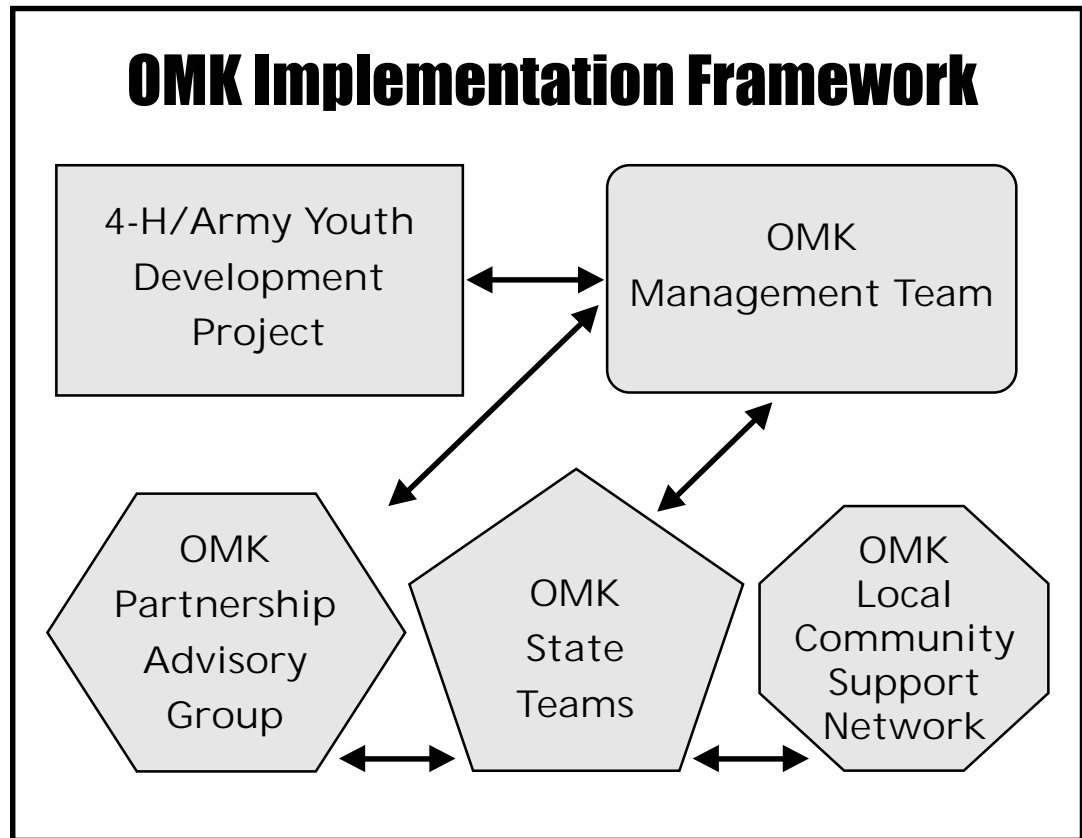 OMK Implementation Framework
4-H/Army Youth
Development
Project
OMK
Management Team
OMK
Partnership
Advisory
Group
OMK
State
Teams
OMK
Local
Community
Support
Network